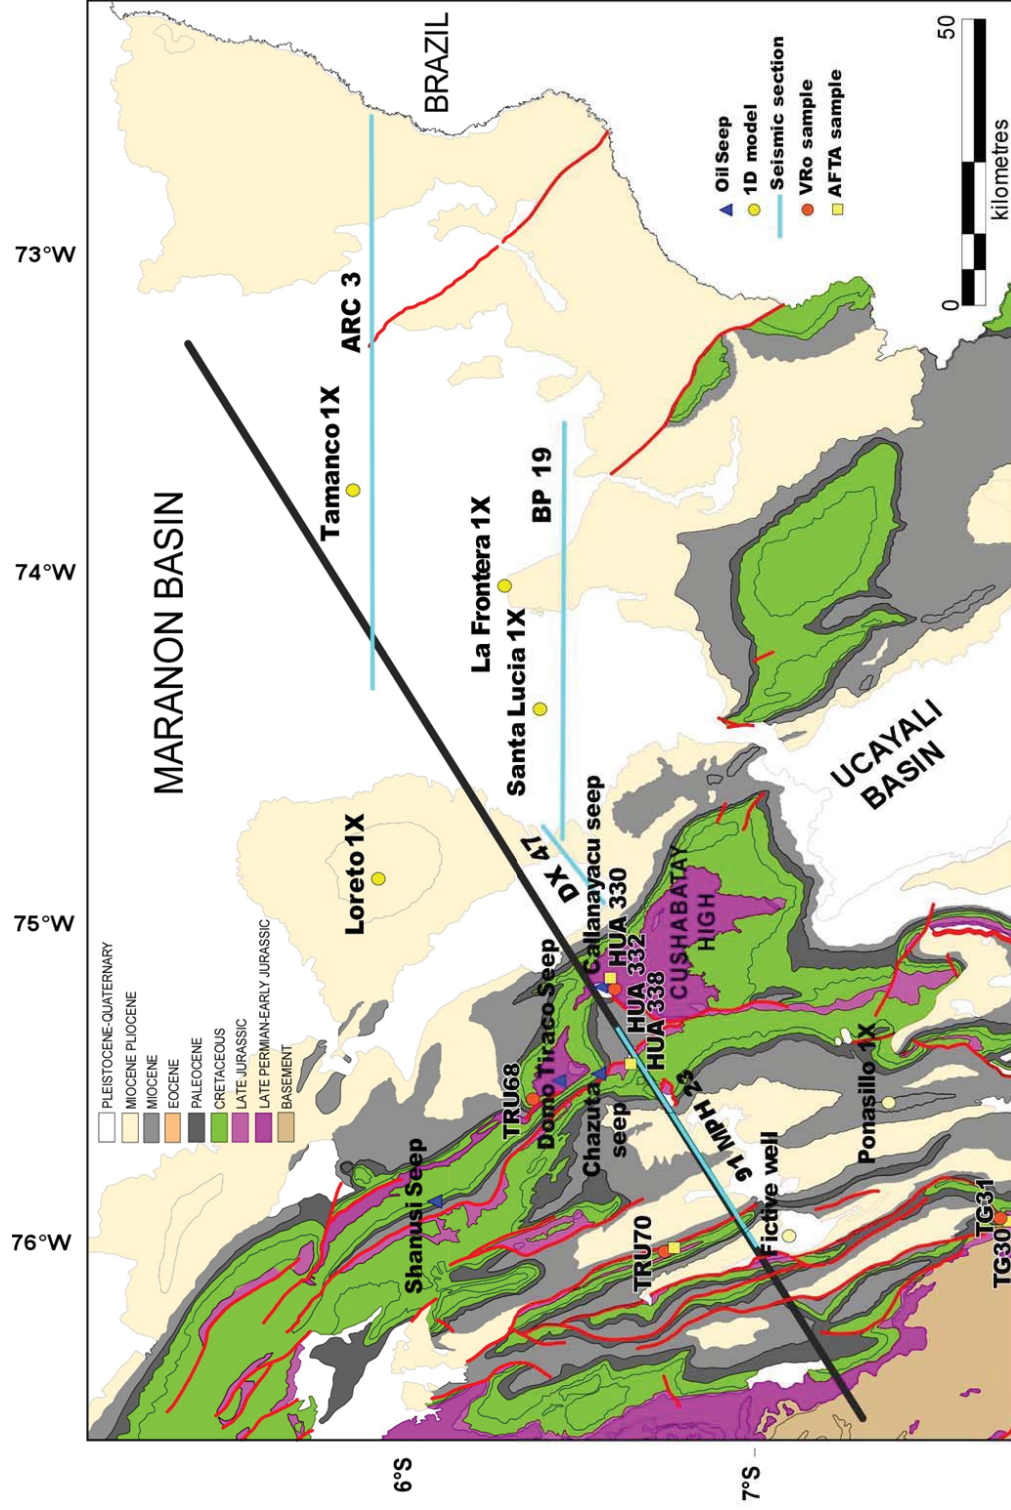 50
BRAZIL
0
kilometres
Oil Seep
1D model
Seismic section
VRo sample
AFTA sample
73°W
ARC 3
Tamanco1X
MARANON BASIN
BP 19
La Frontera 1X
74°W
Santa Lucia 1X
UCAYALI
BASIN
Loreto 1X
DX 47
Callanayacu seep
75°W
HUA 330
CUSHABATAY
HIGH
HUA 332
HUA 338
PLEISTOCENE-QUATERNARY
MIOCENE PLIOCENE
MIOCENE
EOCENE
PALEOCENE
CRETACEOUS
LATE JURASSIC
LATE PERMIAN-EARLY JURASSIC
BASEMENT
Domo Tiraco Seep
TRU68
Chazuta
seep
91 MPH 23
Ponasillo 1X
Shanusi Seep
Fictive well
76°W
TRU70
TG31
TG30
6°S
7°S